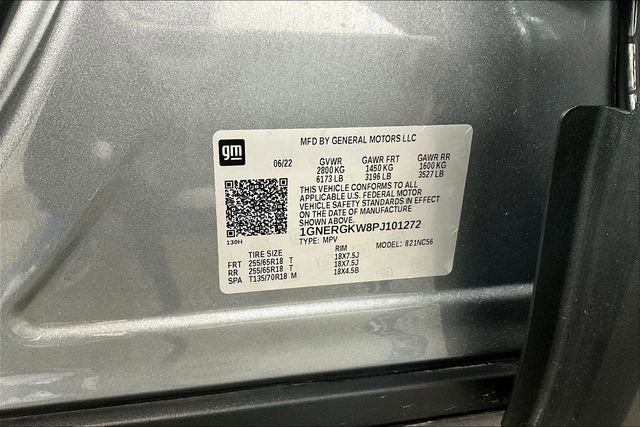 gm
MFD BY GENERAL MOTORS LLC
06/22 GVWR GAWR FRT GAWR RR
2800 KG 1450 KG 1600 KG
6173 LB 3196 LB 3527 LB
THIS VEHICLE CONFORMS TO ALL
APPLICABLE U.S. FEDERAL MOTOR
VEHICLE SAFETY STANDARDS IN EFFECT
ON THE DATE OF MANUFACTURE
SHOWN ABOVE.
1GNERGKW8PJ101272
130H
TYPE: MPV MODEL: 821NC56
TIRE SIZE RIM
FRT 255/65R18 T 18X7.5J
RR 255/65R18 T 18X7.5J
SPA T135/70R18 M 18X4.5B